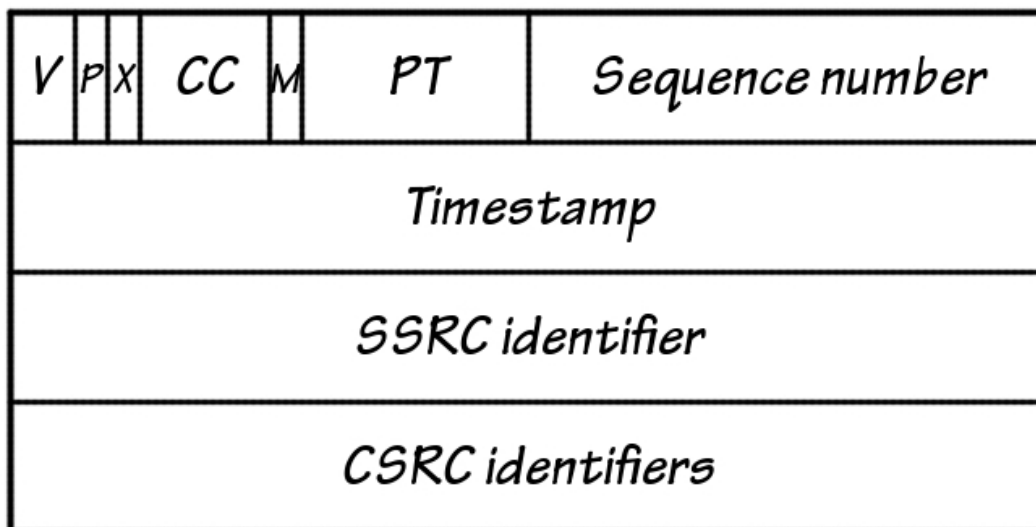 V P X CC M PT Sequence number
Timestamp
SSRC identifier
CSRC identifiers